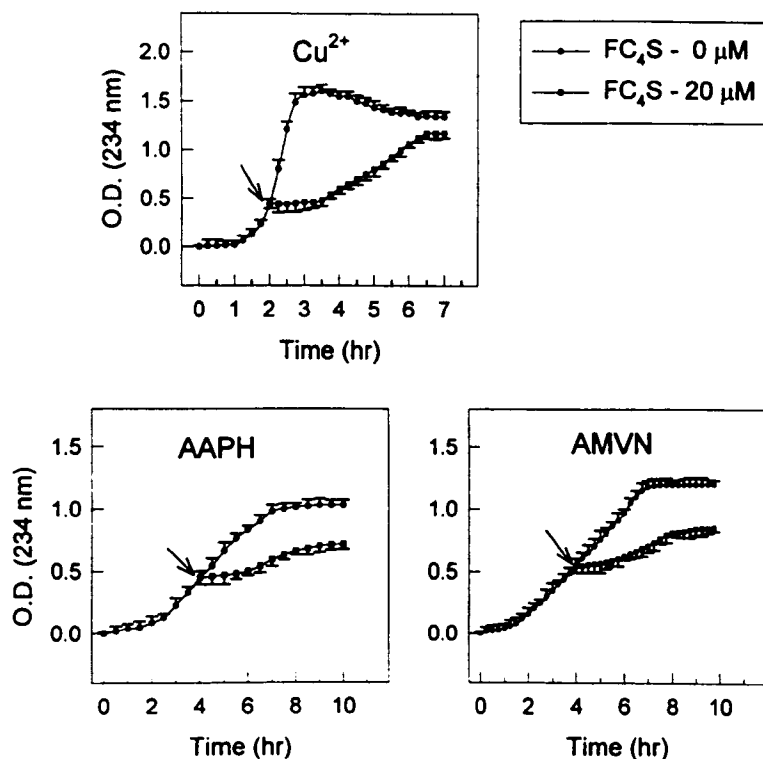 Cu²⁺
FC₄S - 0 μM
FC₄S - 20 μM
O.D. (234 nm)
2.0
1.5
1.0
0.5
0.0
0 1 2 3 4 5 6 7
Time (hr)
AAPH
O.D. (234 nm)
1.5
1.0
0.5
0.0
0 2 4 6 8 10
Time (hr)
AMVN
1.5
1.0
0.5
0.0
0 2 4 6 8 10
Time (hr)